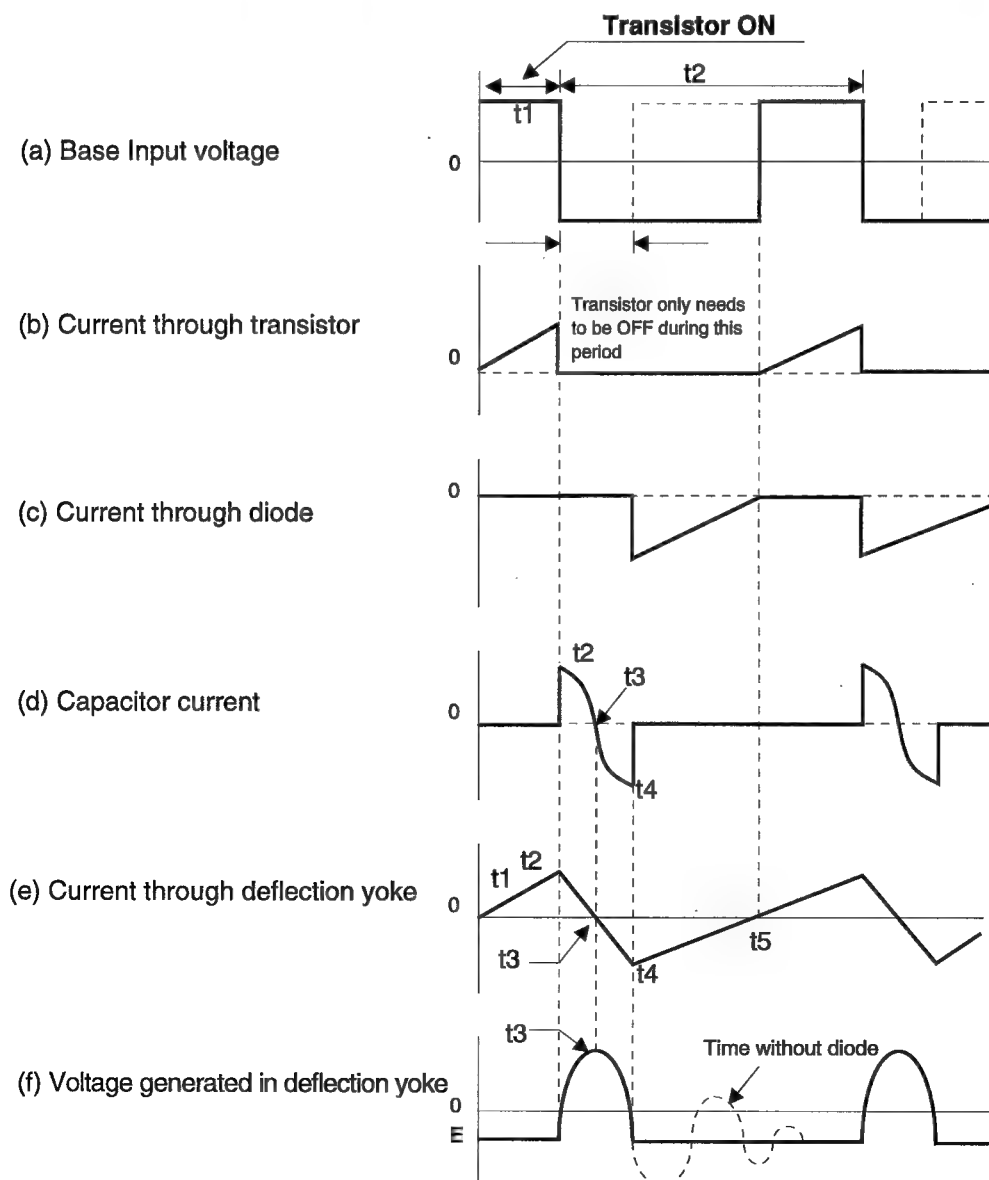 Transistor ON
t2
t1
(a) Base Input voltage
0
(b) Current through transistor
Transistor only needs
to be OFF during this
period
0
0
(c) Current through diode
t2
t3
(d) Capacitor current
0
t4
t2
t1
(e) Current through deflection yoke
0
t5
t3
t4
t3
Time without diode
(f) Voltage generated in deflection yoke
0
E